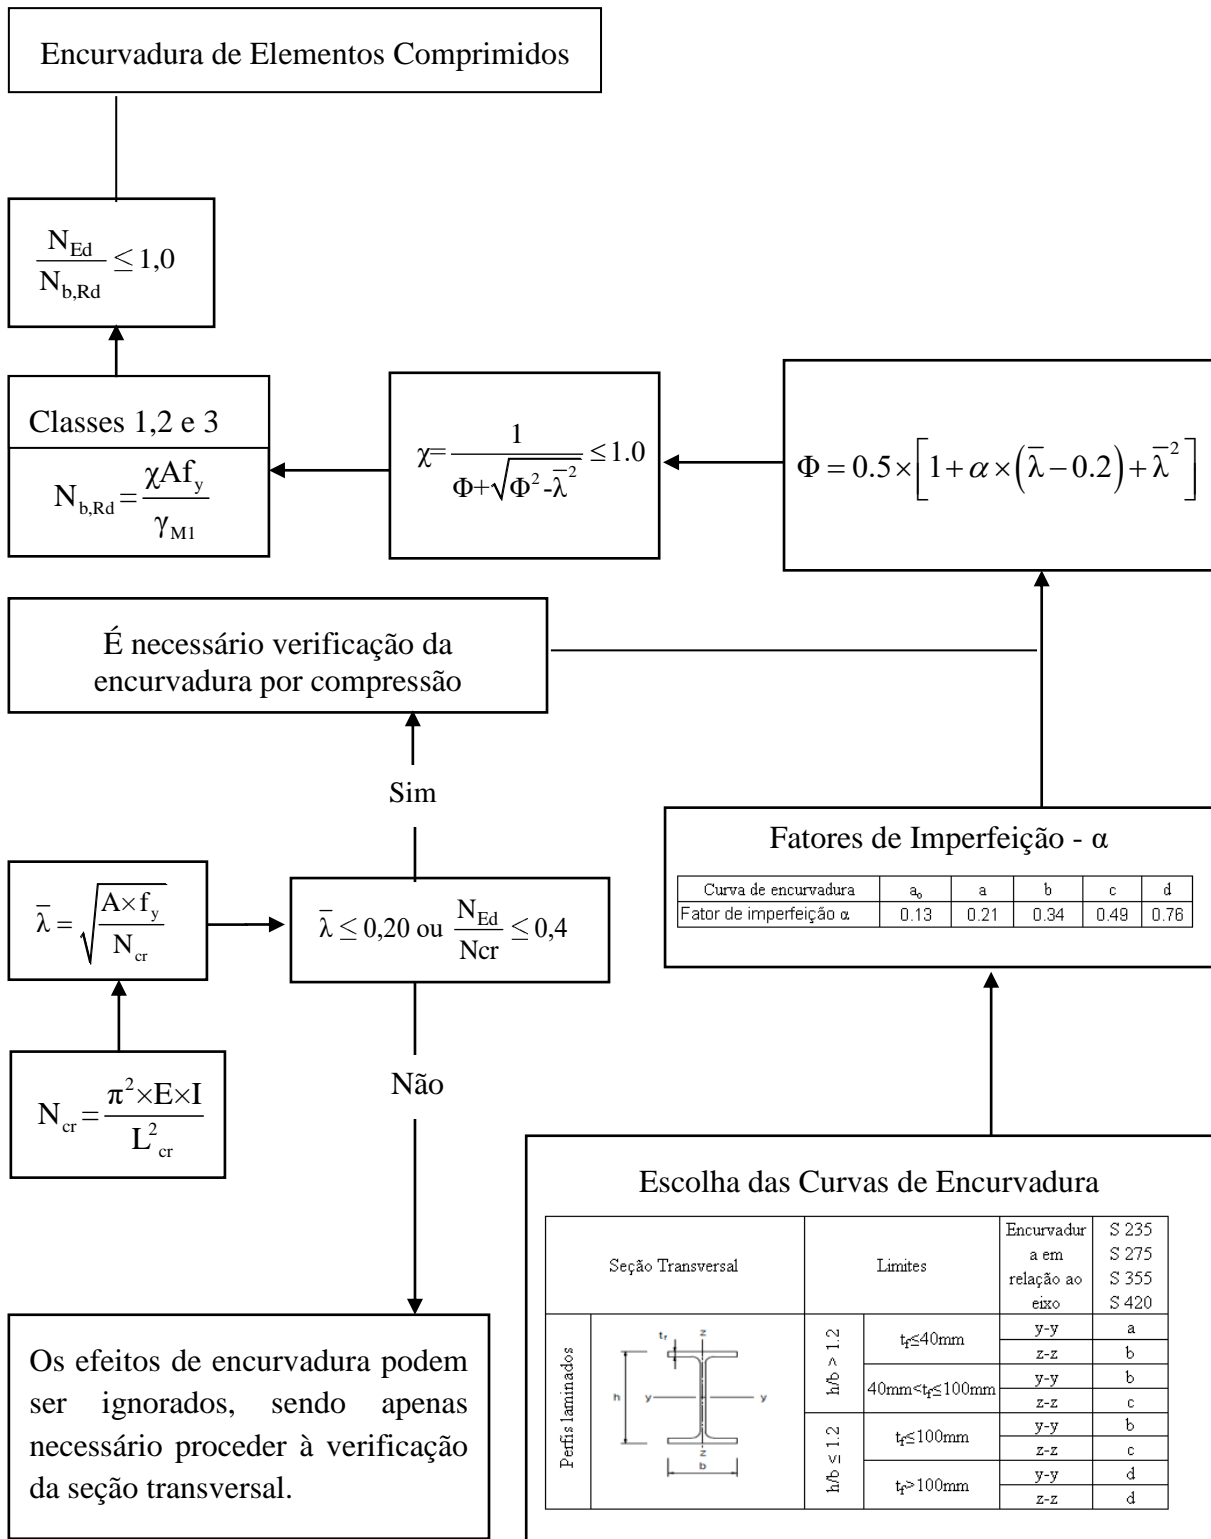 Encurvadura de Elementos Comprimidos
N_Ed / N_b,Rd ≤ 1,0
Classes 1,2 e 3
N_b,Rd = χAf_y / γ_M1
χ= 1 / (Φ+√(Φ²-λ̄²)) ≤ 1.0
Φ = 0.5×[1+α×(λ̄−0.2)+λ̄²]
É necessário verificação da
encurvadura por compressão
Sim
λ̄ = √(A×f_y / N_cr)
λ̄ ≤ 0,20 ou N_Ed / Ncr ≤ 0,4
N_cr = π²×E×I / L²_cr
Não
Os efeitos de encurvadura podem
ser ignorados, sendo apenas
necessário proceder à verificação
da seção transversal.
Fatores de Imperfeição - α
Curva de encurvadura a₀ a b c d
Fator de imperfeição α 0.13 0.21 0.34 0.49 0.76
Escolha das Curvas de Encurvadura
Seção Transversal
Limites
Encurvadur
a em
relação ao
eixo
S 235
S 275
S 355
S 420
Perfis laminados
t_f
z
h
y
y
z
b
h/b > 1.2
t_f≤40mm
y-y a
z-z b
40mm<t_f≤100mm
y-y b
z-z c
h/b ≤ 1.2
t_f≤100mm
y-y b
z-z c
t_f>100mm
y-y d
z-z d